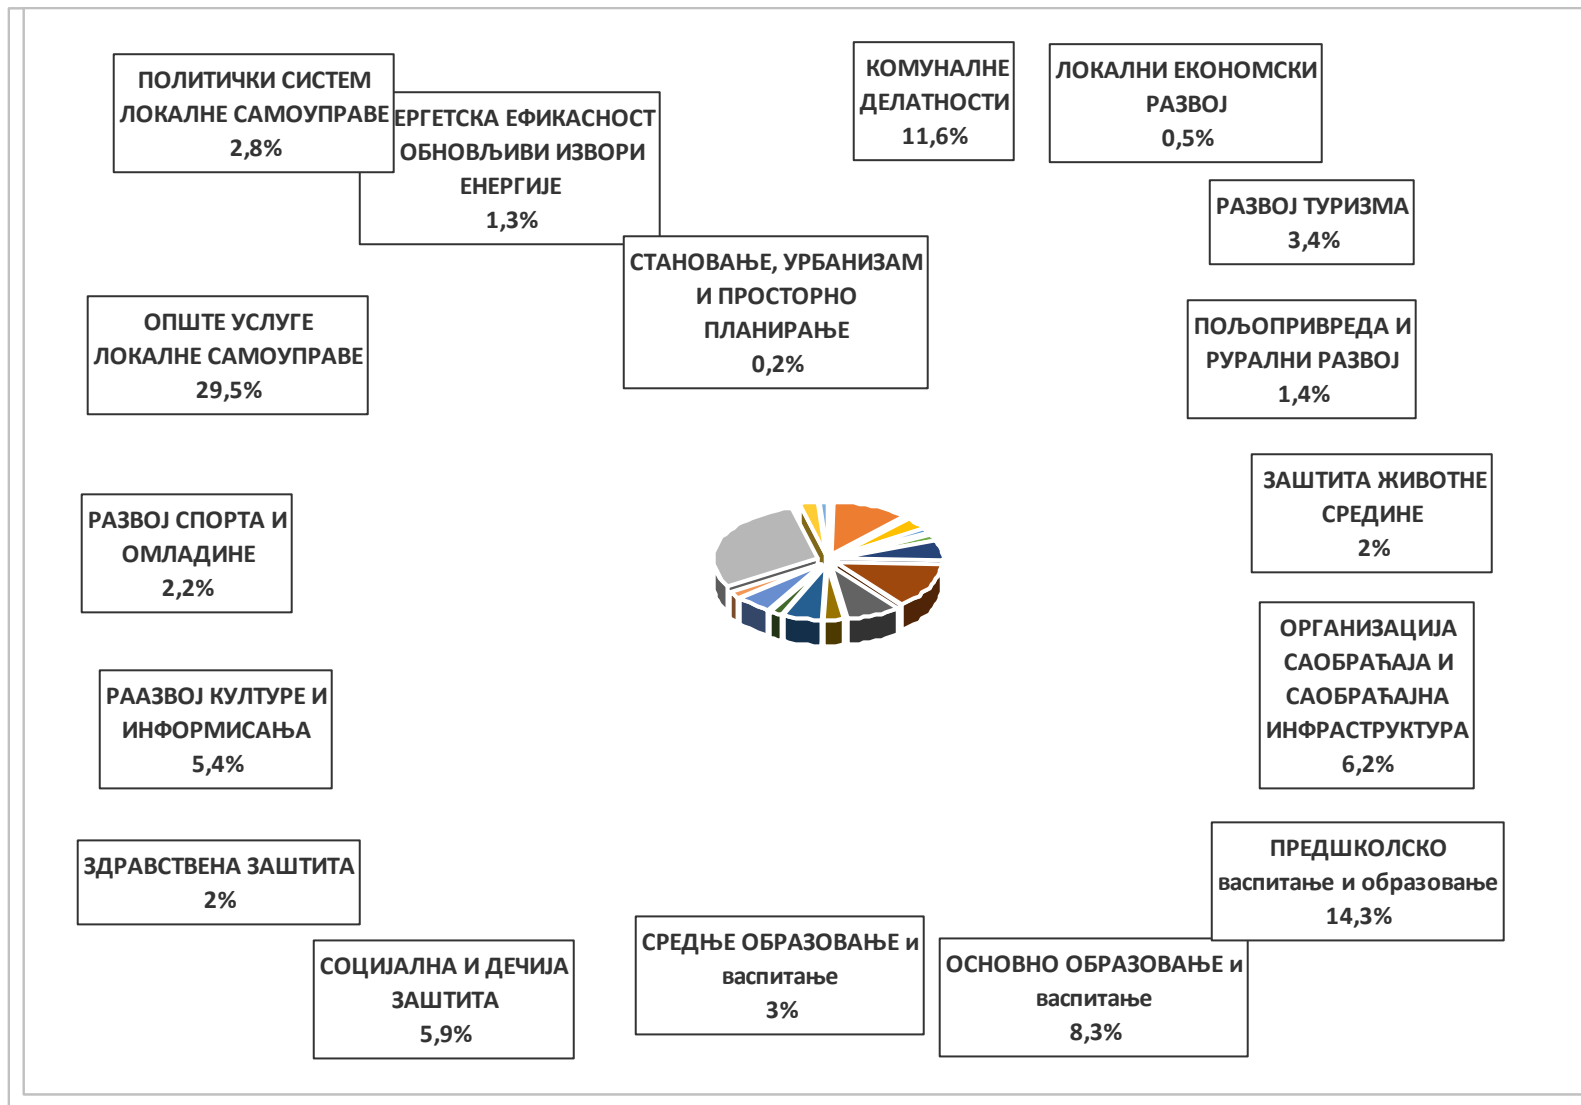 ПОЛИТИЧКИ СИСТЕМ
ЛОКАЛНЕ САМОУПРАВЕ
2,8%
ЕРГЕТСКА ЕФИКАСНОСТ
ОБНОВЉИВИ ИЗВОРИ
ЕНЕРГИЈЕ
1,3%
СТАНОВАЊЕ, УРБАНИЗАМ
И ПРОСТОРНО
ПЛАНИРАЊЕ
0,2%
КОМУНАЛНЕ
ДЕЛАТНОСТИ
11,6%
ЛОКАЛНИ ЕКОНОМСКИ
РАЗВОЈ
0,5%
РАЗВОЈ ТУРИЗМА
3,4%
ПОЉОПРИВРЕДА И
РУРАЛНИ РАЗВОЈ
1,4%
ЗАШТИТА ЖИВОТНЕ
СРЕДИНЕ
2%
ОРГАНИЗАЦИЈА
САОБРАЋАЈА И
САОБРАЋАЈНА
ИНФРАСТРУКТУРА
6,2%
ПРЕДШКОЛСКО
васпитање и образовање
14,3%
ОСНОВНО ОБРАЗОВАЊЕ и
васпитање
8,3%
СРЕДЊЕ ОБРАЗОВАЊЕ и
васпитање
3%
СОЦИЈАЛНА И ДЕЧИЈА
ЗАШТИТА
5,9%
ЗДРАВСТВЕНА ЗАШТИТА
2%
РААЗВОЈ КУЛТУРЕ И
ИНФОРМИСАЊА
5,4%
РАЗВОЈ СПОРТА И
ОМЛАДИНЕ
2,2%
ОПШТЕ УСЛУГЕ
ЛОКАЛНЕ САМОУПРАВЕ
29,5%